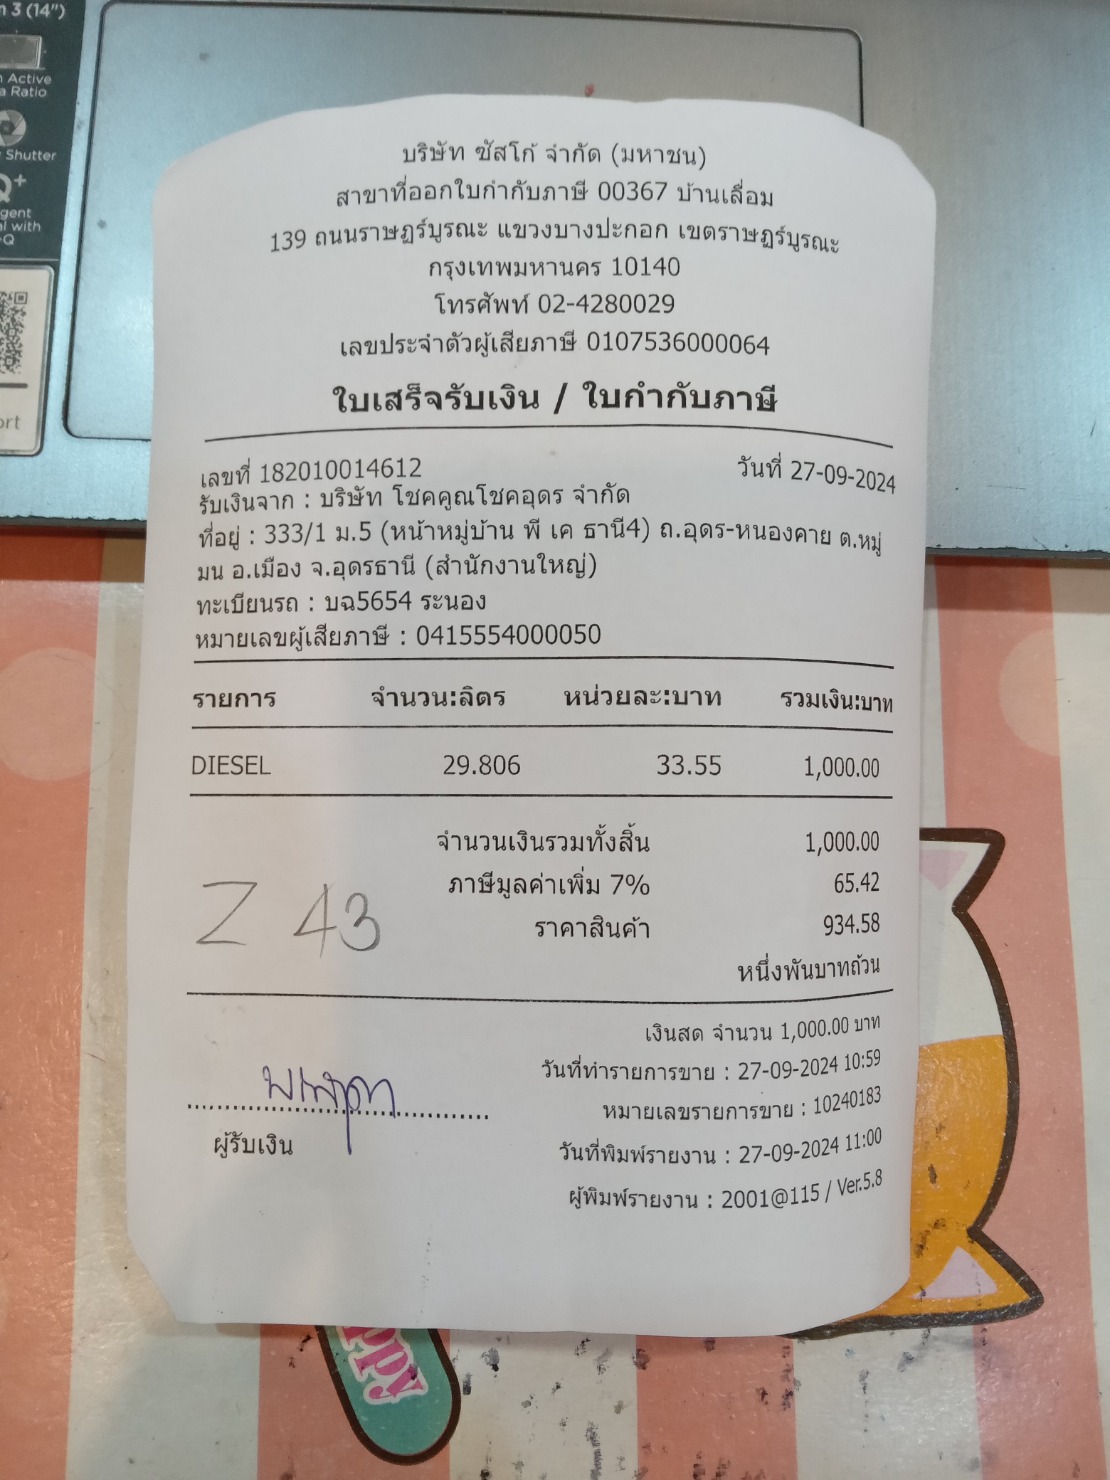 n 3 (14")
Active
a Ratio
Shutter
Q+
gent
al with
-Q
ort
บริษัท ซัสโก้ จำกัด (มหาชน)
สาขาที่ออกใบกำกับภาษี 00367 บ้านเลื่อม
139 ถนนราษฎร์บูรณะ แขวงบางปะกอก เขตราษฎร์บูรณะ
กรุงเทพมหานคร 10140
โทรศัพท์ 02-4280029
เลขประจำตัวผู้เสียภาษี 0107536000064
ใบเสร็จรับเงิน / ใบกำกับภาษี
เลขที่ 182010014612 วันที่ 27-09-2024
รับเงินจาก : บริษัท โชคคูณโชคอุดร จำกัด
ที่อยู่ : 333/1 ม.5 (หน้าหมู่บ้าน พี เค ธานี4) ถ.อุดร-หนองคาย ต.หมู
มน อ.เมือง จ.อุดรธานี (สำนักงานใหญ่)
ทะเบียนรถ : บฉ5654 ระนอง
หมายเลขผู้เสียภาษี : 0415554000050
รายการ จำนวน:ลิตร หน่วยละ:บาท รวมเงิน:บาท
DIESEL 29.806 33.55 1,000.00
จำนวนเงินรวมทั้งสิ้น 1,000.00
ภาษีมูลค่าเพิ่ม 7% 65.42
Z 43
ราคาสินค้า 934.58
หนึ่งพันบาทถ้วน
เงินสด จำนวน 1,000.00 บาท
วันที่ทำรายการขาย : 27-09-2024 10:59
หมายเลขรายการขาย : 10240183
ผู้รับเงิน
วันที่พิมพ์รายงาน : 27-09-2024 11:00
ผู้พิมพ์รายงาน : 2001@115 / Ver.5.8
ppy